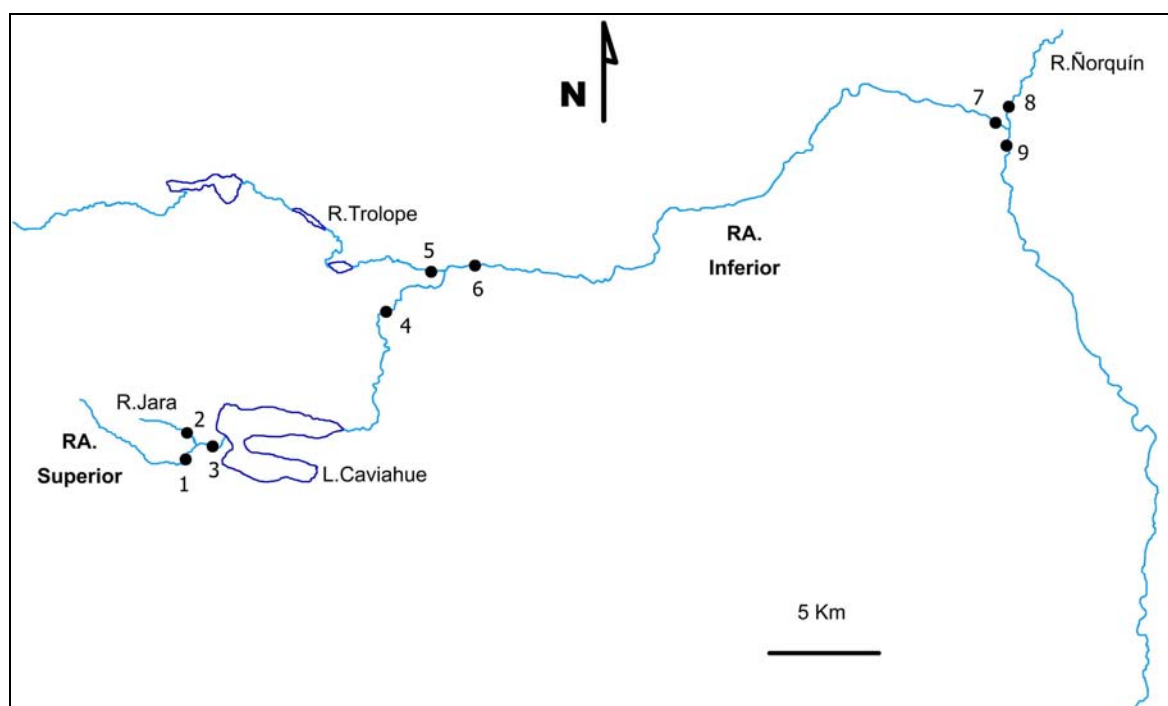 N
R.Ñorquín
7
8
9
R.Trolope
5
6
RA.
Inferior
4
R.Jara
2
RA.
Superior
1
3
L.Caviahue
5 Km